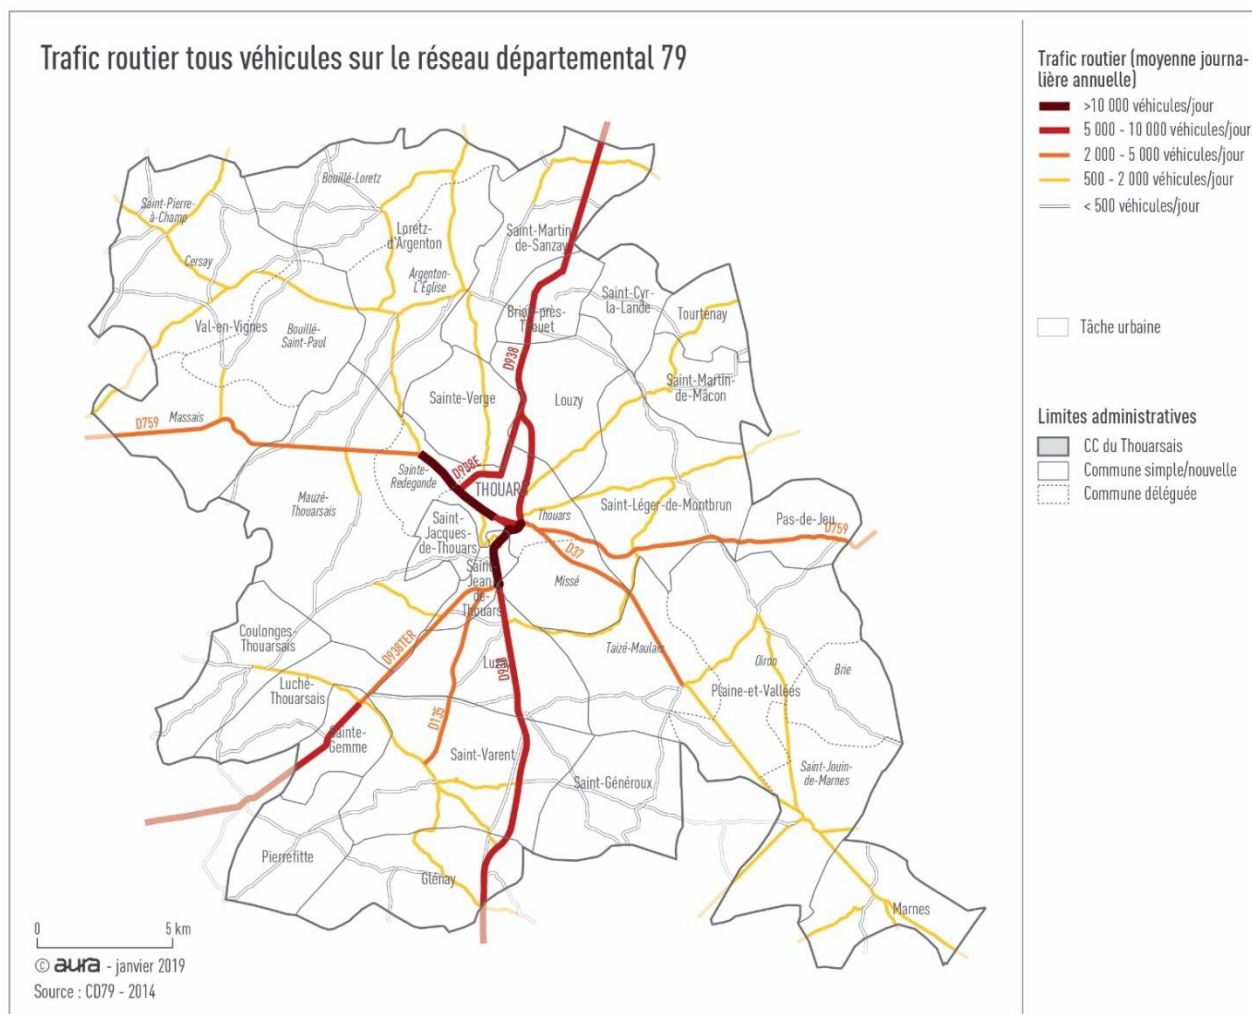 Trafic routier tous véhicules sur le réseau départemental 79
Trafic routier (moyenne journa-
lière annuelle)
>10 000 véhicules/jour
5 000 - 10 000 véhicules/jour
2 000 - 5 000 véhicules/jour
500 - 2 000 véhicules/jour
< 500 véhicules/jour
Tâche urbaine
Limites administratives
CC du Thouarsais
Commune simple/nouvelle
Commune déléguée
Bouillé-Loretz
Saint-Pierre-
à-Champ
Loretz-
d'Argenton
Saint-Martin-
de-Sanzay
Cersay
Argenton-
L'Église
Saint-Cyr-
la-Lande
Tourtenay
Brion-près-
Thouet
Val-en-Vignes
Bouillé-
Saint-Paul
D938
Saint-Martin-
de-Mâcon
Sainte-Verge
Louzy
Massais
D759
D938E
Sainte-
Redegonde
THOUARS
Mauzé-
Thouarsais
Saint-
Jacques-
de-Thouars
Thouars
Saint-Léger-de-Montbrun
Pas-de-Jeu
D759
D37
Saint-
Jean-
de-
Thouars
Missé
Coulonges-
Thouarsais
D938TER
Taizé-Maulais
Oiron
Brie
Luzay
D938
Luché-
Thouarsais
Plaine-et-Vallées
D135
Sainte-
Gemme
Saint-Varent
Saint-Généroux
Saint-Jouin-
de-Marnes
Pierrefitte
Glénay
Marnes
0
5 km
© aura - janvier 2019
Source : CD79 - 2014